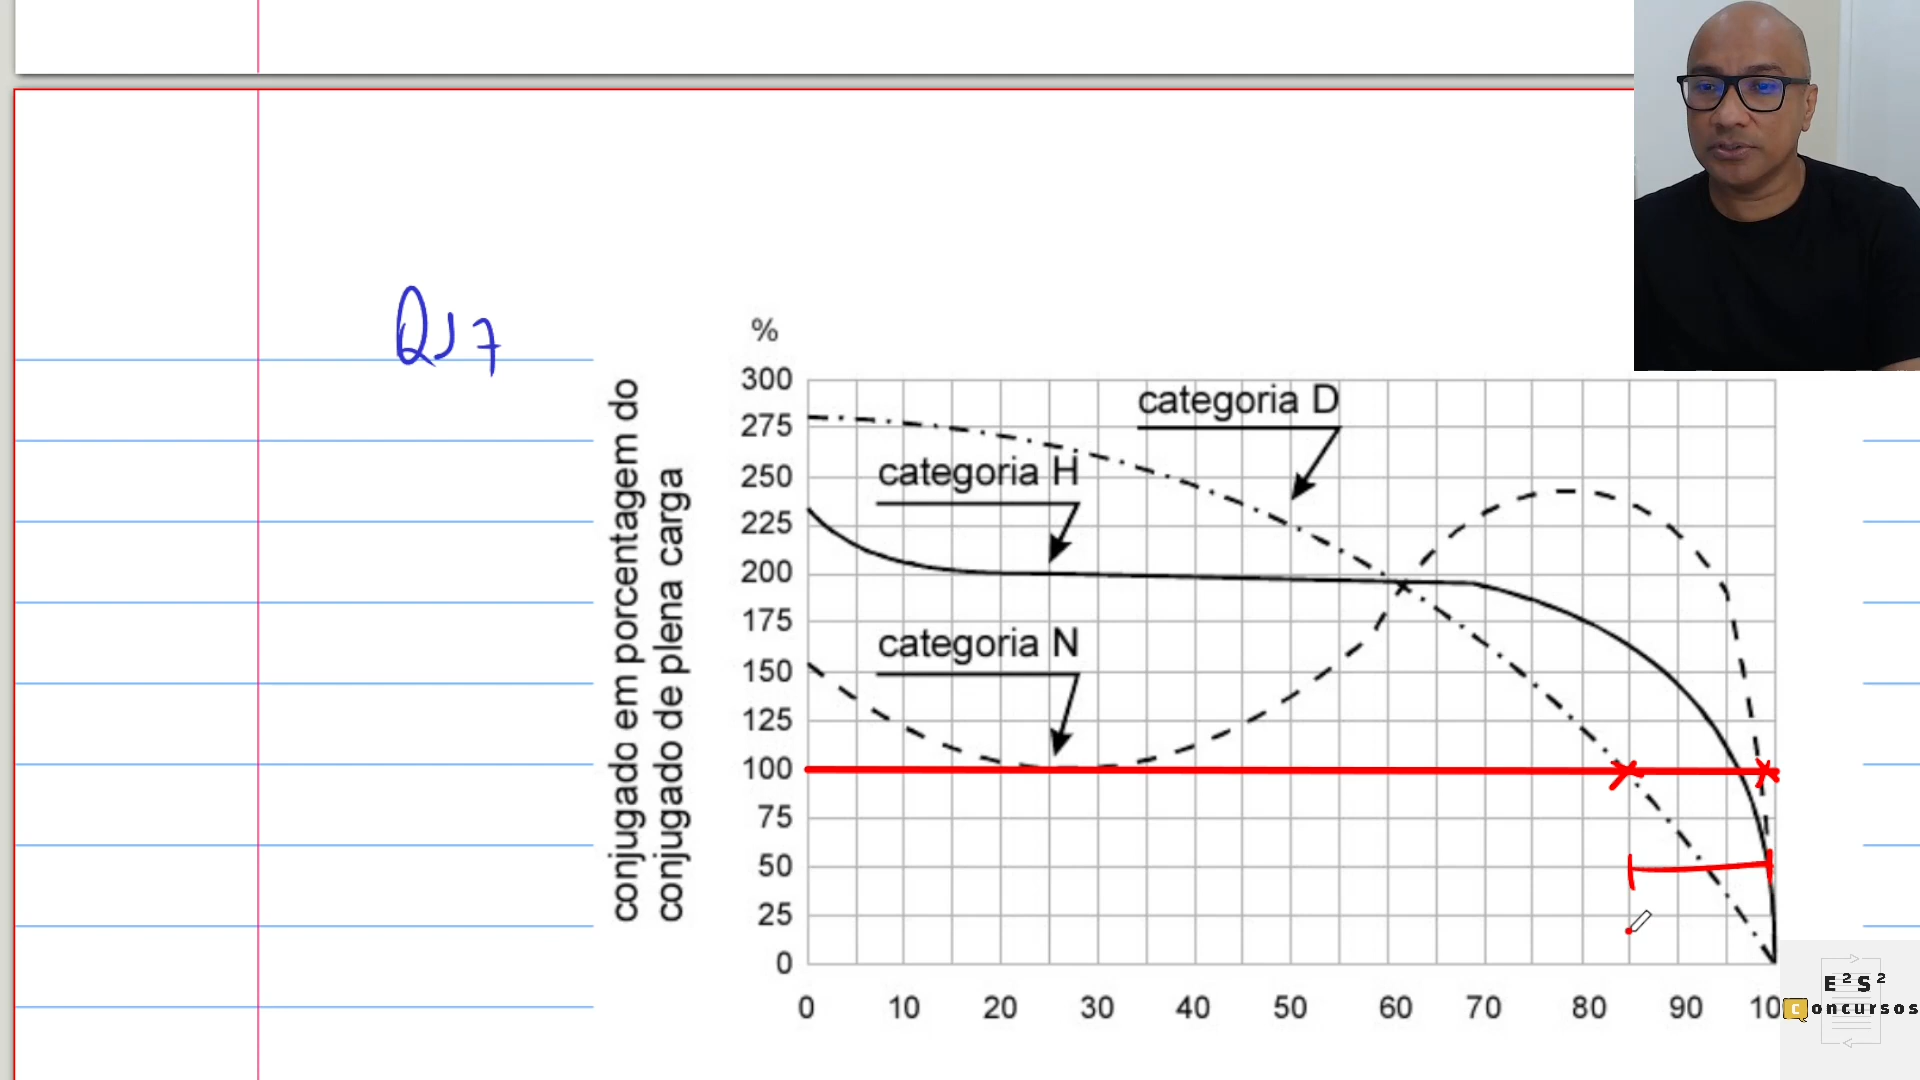 Q17
%
conjugado em porcentagem do
conjugado de plena carga
300
275
250
225
200
175
150
125
100
75
50
25
0
categoria D
categoria H
categoria N
0 10 20 30 40 50 60 70 80 90 10
E²S²
concursos